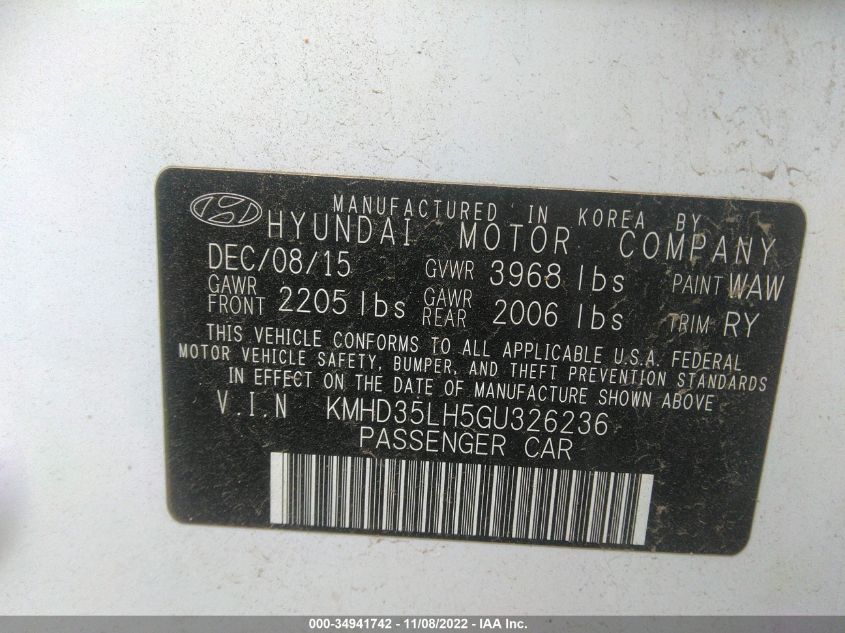 MANUFACTURED IN KOREA BY
HYUNDAI MOTOR COMPANY
DEC/08/15 GVWR 3968 lbs PAINT WAW
GAWR FRONT 2205 lbs GAWR REAR 2006 lbs TRIM RY
THIS VEHICLE CONFORMS TO ALL APPLICABLE U.S.A. FEDERAL
MOTOR VEHICLE SAFETY, BUMPER, AND THEFT PREVENTION STANDARDS
IN EFFECT ON THE DATE OF MANUFACTURE SHOWN ABOVE
V.I.N KMHD35LH5GU326236
PASSENGER CAR
000-34941742 - 11/08/2022 - IAA Inc.